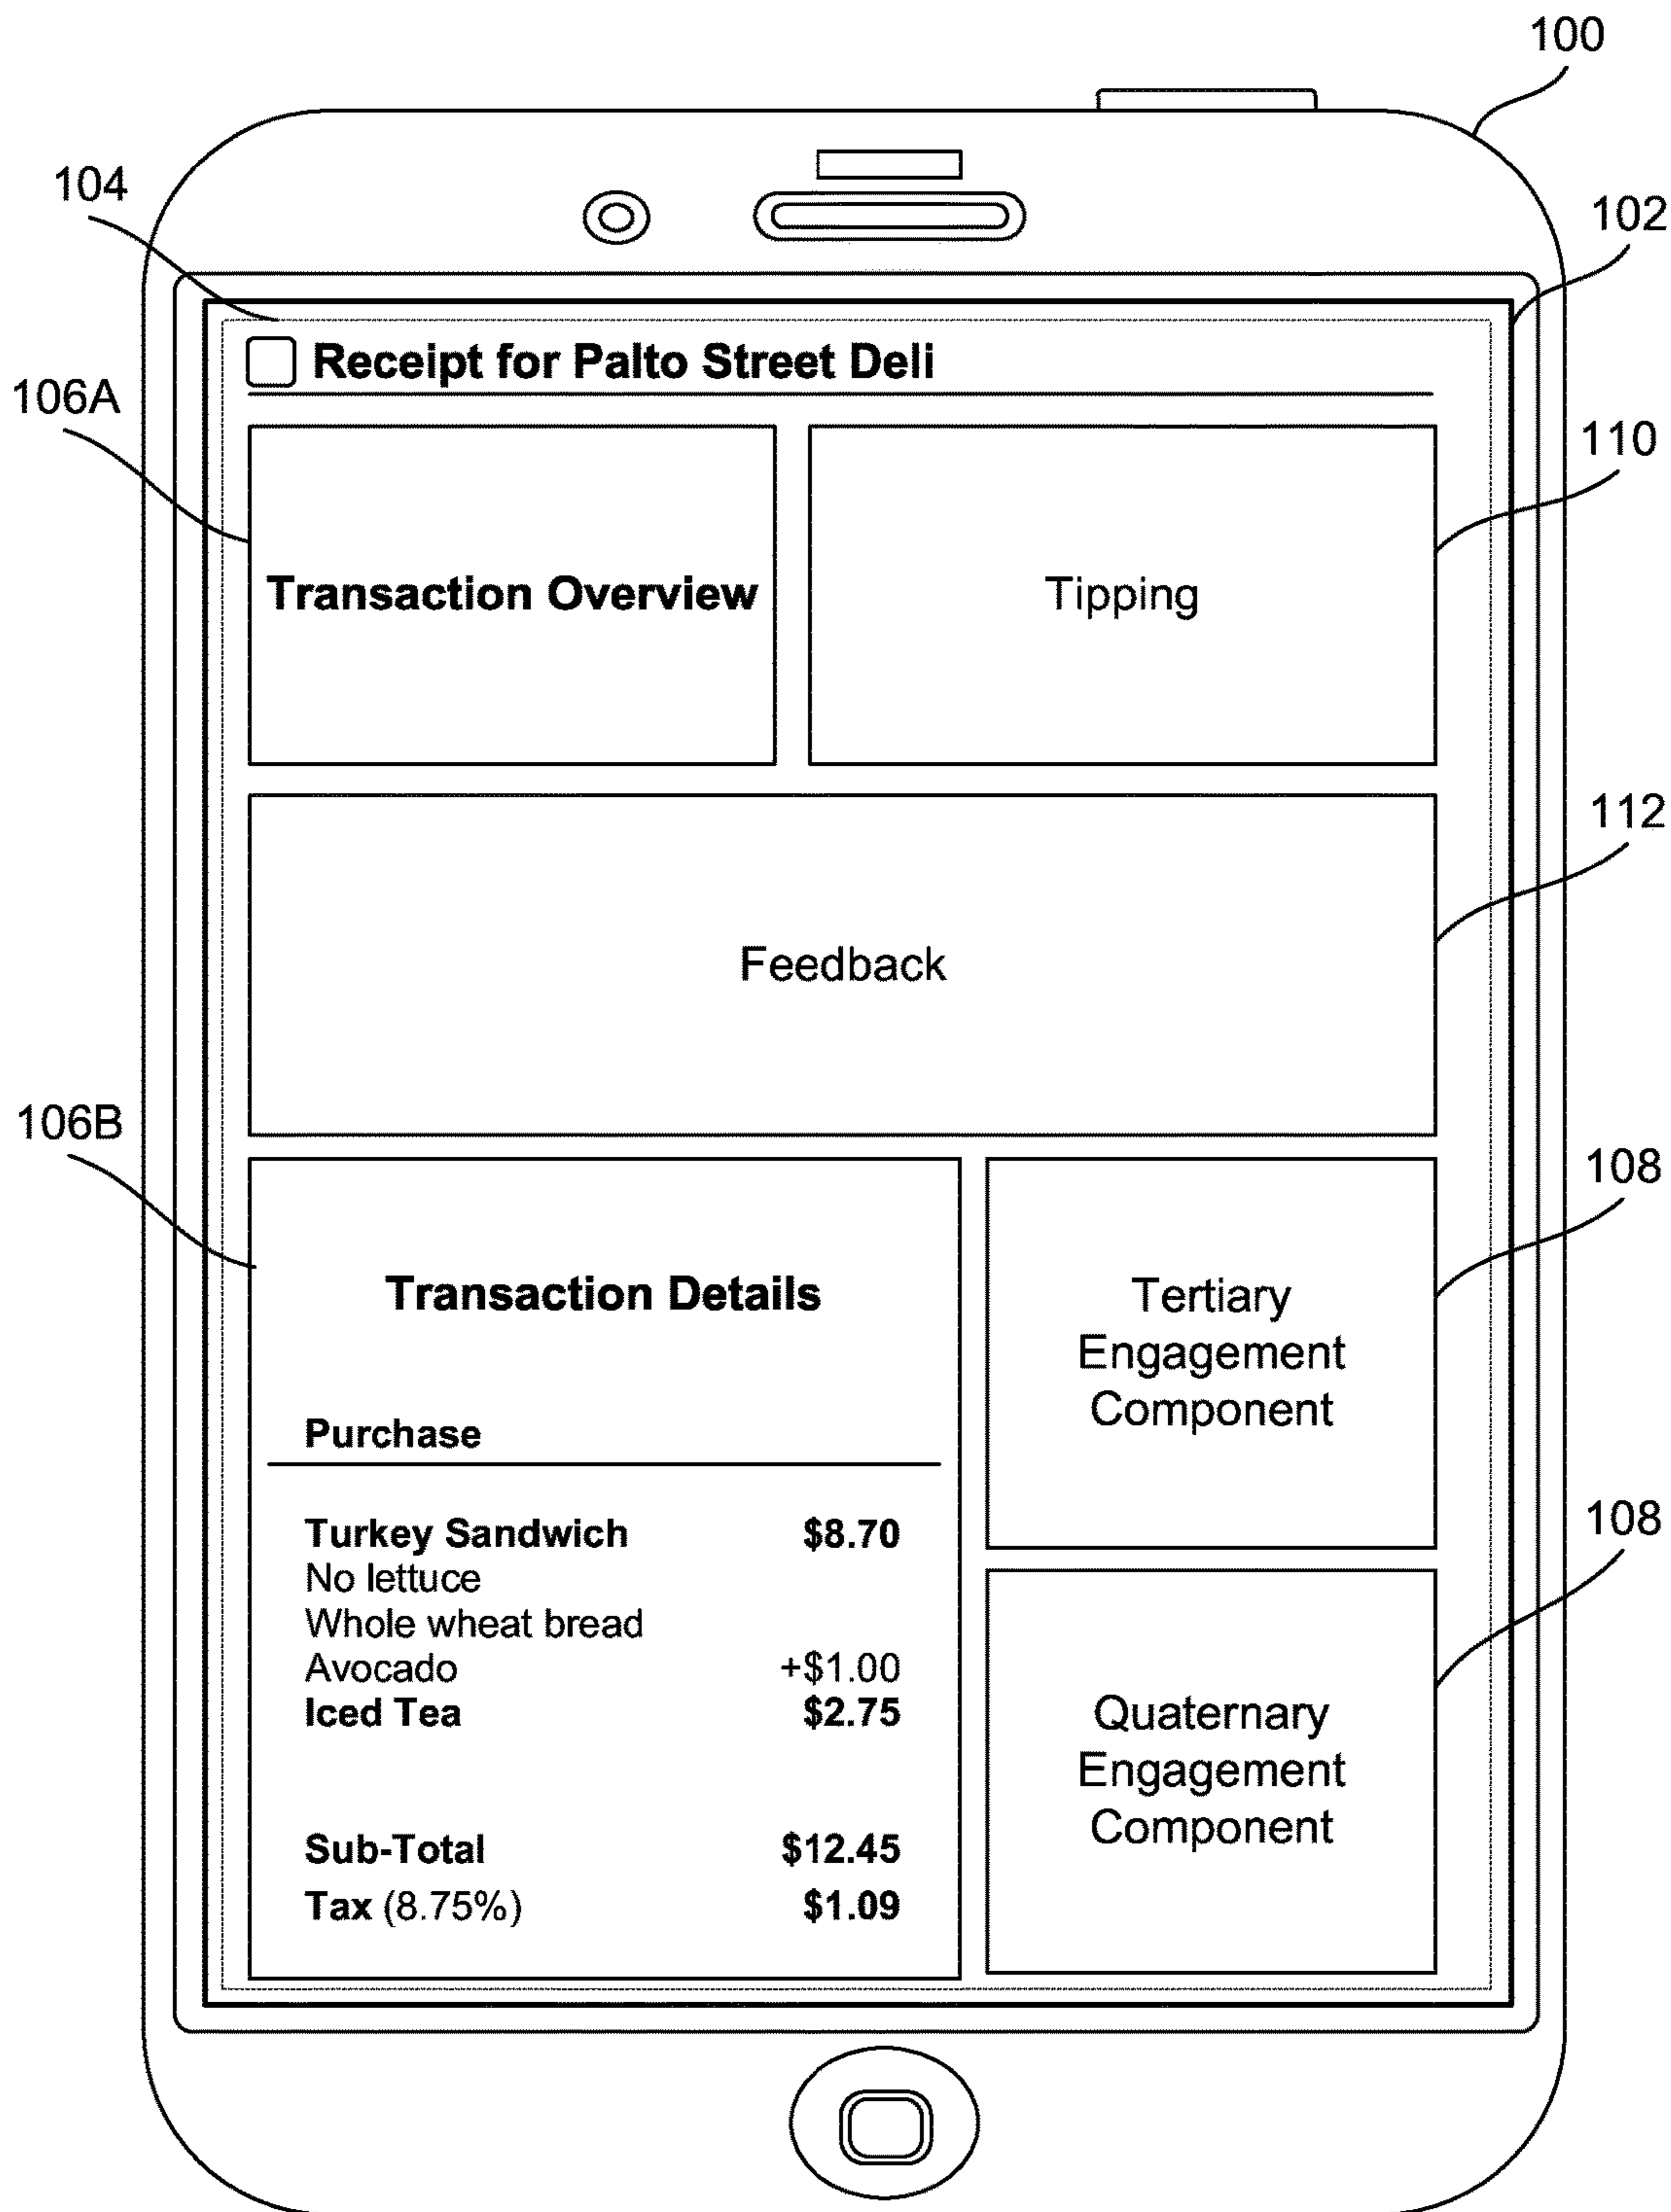 100
104
102
Receipt for Palto Street Deli
106A
110
Transaction Overview
Tipping
112
Feedback
106B
108
Transaction Details
Tertiary
Engagement
Component
Purchase
108
Turkey Sandwich $8.70
No lettuce
Whole wheat bread
Avocado +$1.00
Iced Tea $2.75
Quaternary
Engagement
Component
Sub-Total $12.45
Tax (8.75%) $1.09